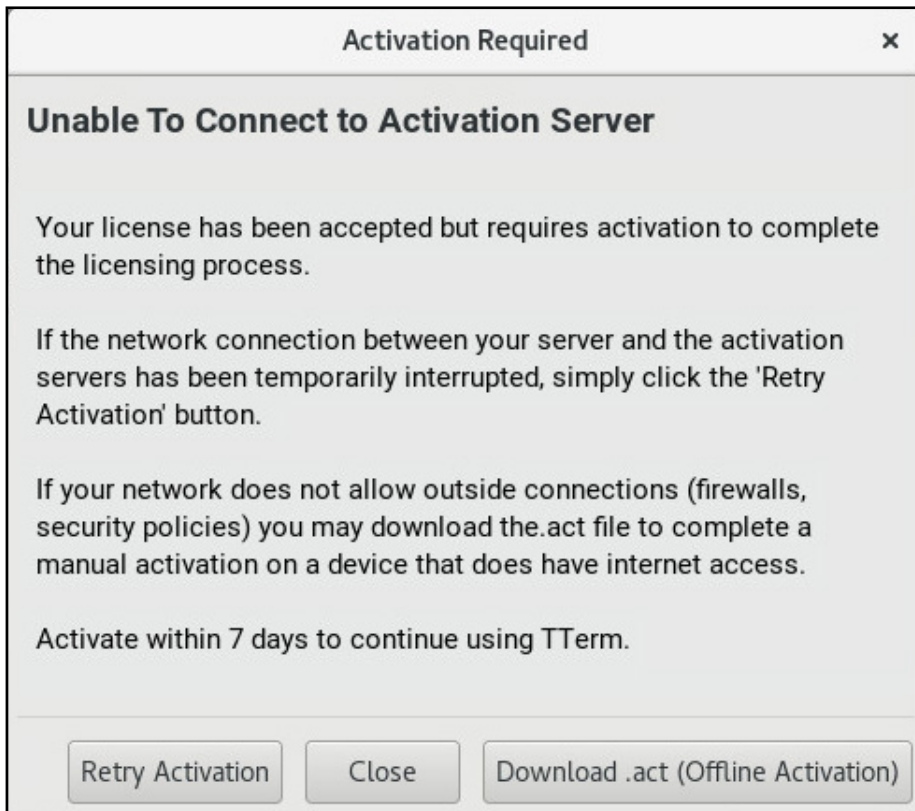 Activation Required ×
Unable To Connect to Activation Server
Your license has been accepted but requires activation to complete
the licensing process.
If the network connection between your server and the activation
servers has been temporarily interrupted, simply click the 'Retry
Activation' button.
If your network does not allow outside connections (firewalls,
security policies) you may download the.act file to complete a
manual activation on a device that does have internet access.
Activate within 7 days to continue using TTerm.
Retry Activation Close Download .act (Offline Activation)